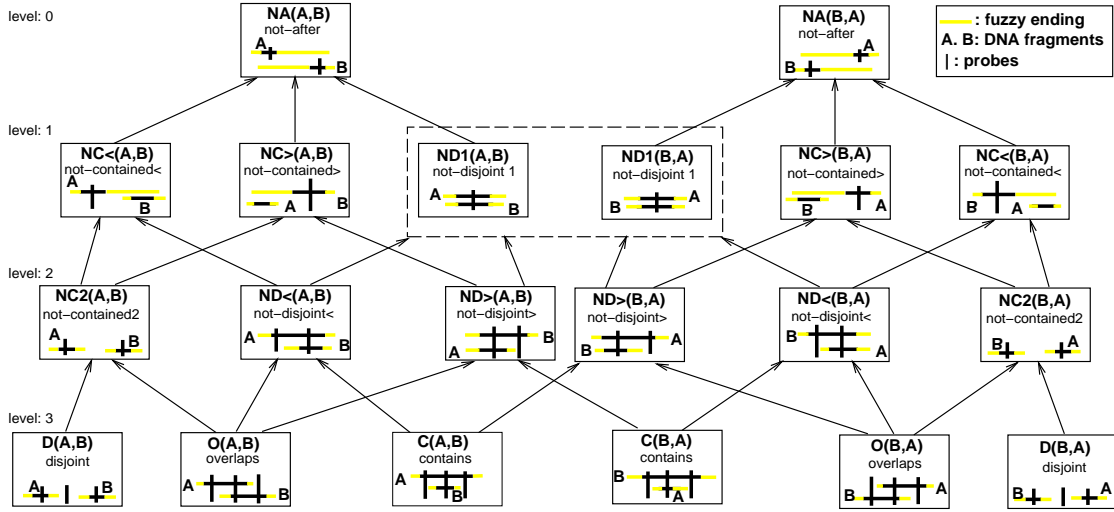 level: 0
NA(A,B)
not−after
A
B
NA(B,A)
not−after
A
B
: fuzzy ending
A. B: DNA fragments
| : probes
level: 1
NC<(A,B)
not−contained<
A
B
NC>(A,B)
not−contained>
A
B
ND1(A,B)
not−disjoint 1
A
B
ND1(B,A)
not−disjoint 1
A
B
NC>(B,A)
not−contained>
B
A
NC<(B,A)
not−contained<
B
A
level: 2
NC2(A,B)
not−contained2
A
B
ND<(A,B)
not−disjoint<
A
B
ND>(A,B)
not−disjoint>
B
A
ND>(B,A)
not−disjoint>
A
B
ND<(B,A)
not−disjoint<
B
A
NC2(B,A)
not−contained2
B
A
level: 3
D(A,B)
disjoint
A
B
O(A,B)
overlaps
A
B
C(A,B)
contains
A
B
C(B,A)
contains
B
A
O(B,A)
overlaps
A
B
D(B,A)
disjoint
B
A